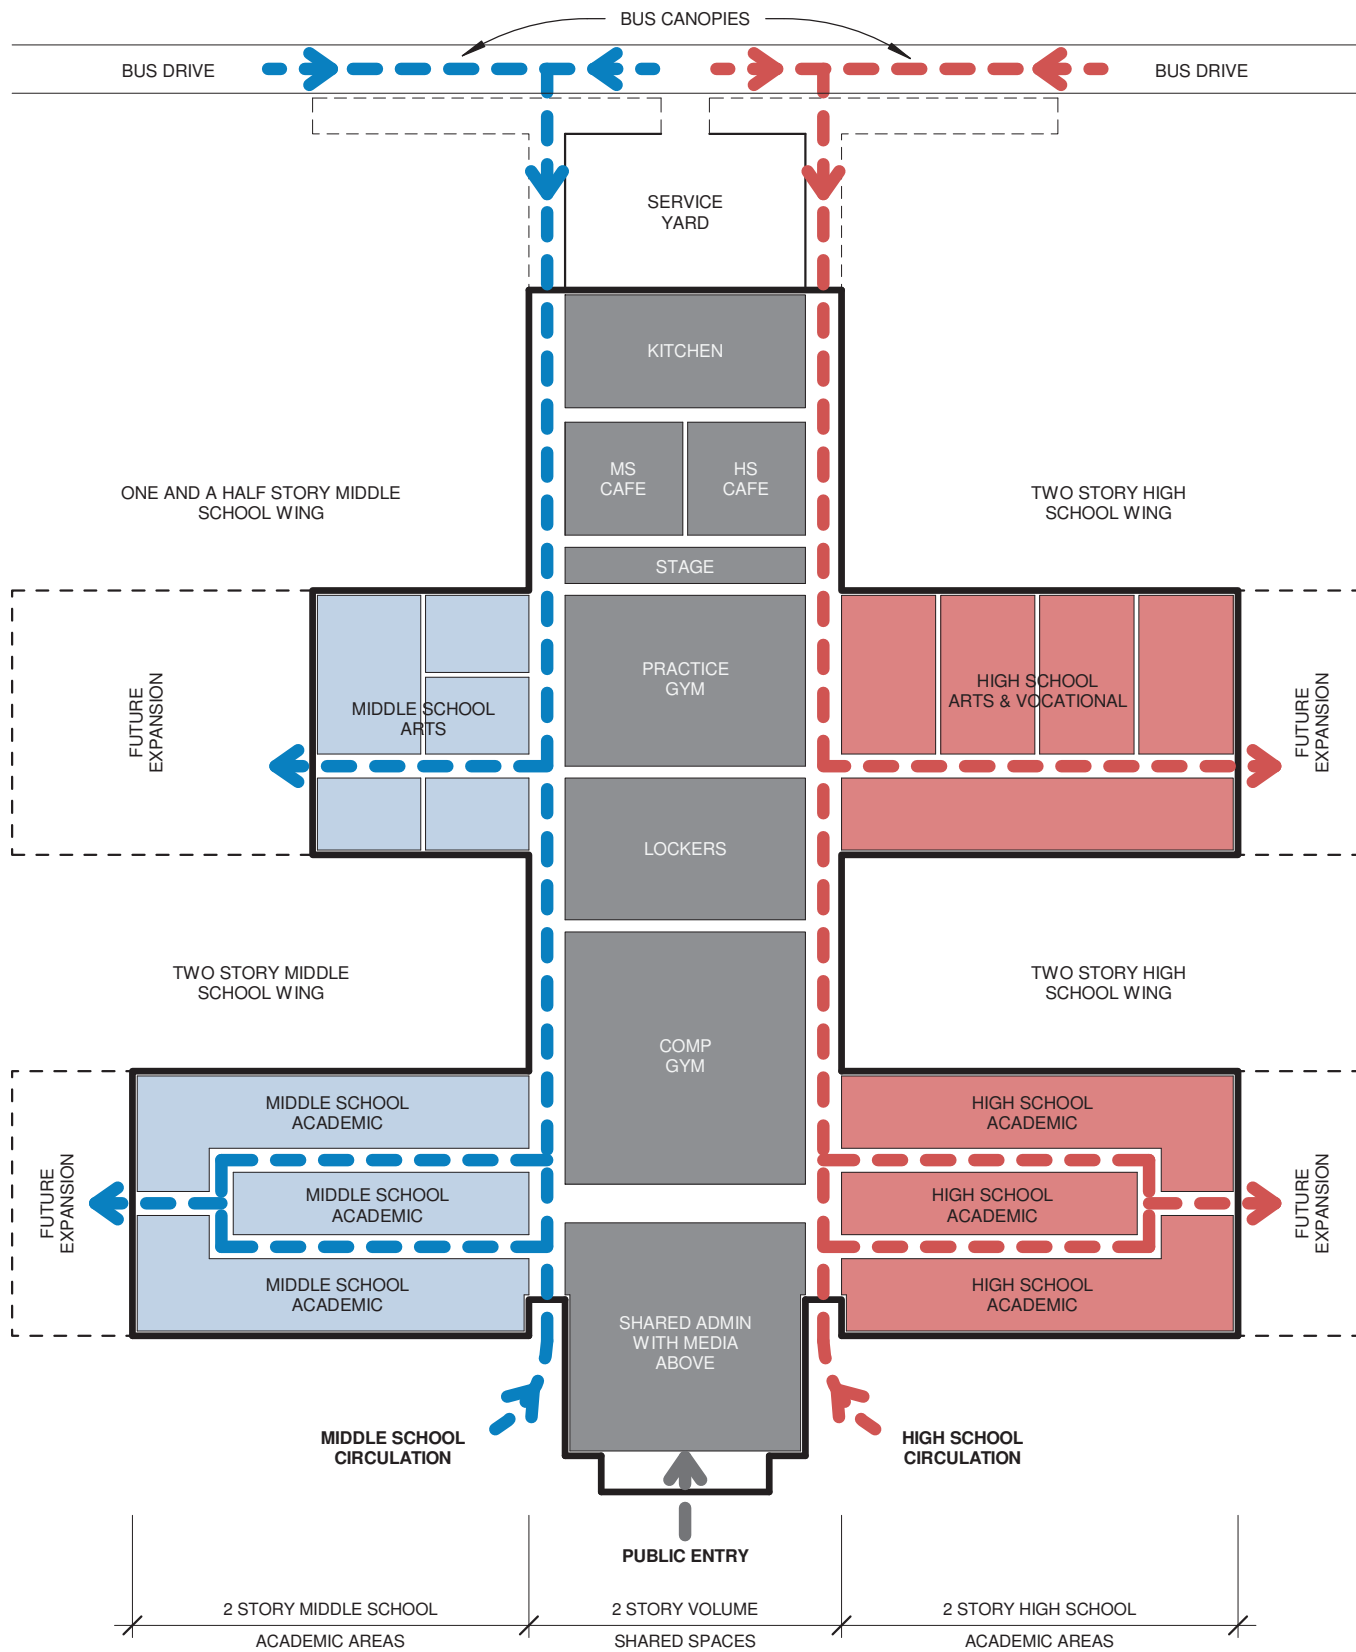 BUS CANOPIES
BUS DRIVE
BUS DRIVE
SERVICE
YARD
KITCHEN
MS
CAFE
HS
CAFE
ONE AND A HALF STORY MIDDLE
SCHOOL WING
TWO STORY HIGH
SCHOOL WING
STAGE
FUTURE
EXPANSION
MIDDLE SCHOOL
ARTS
PRACTICE
GYM
HIGH SCHOOL
ARTS & VOCATIONAL
FUTURE
EXPANSION
LOCKERS
TWO STORY MIDDLE
SCHOOL WING
TWO STORY HIGH
SCHOOL WING
COMP
GYM
MIDDLE SCHOOL
ACADEMIC
HIGH SCHOOL
ACADEMIC
FUTURE
EXPANSION
MIDDLE SCHOOL
ACADEMIC
HIGH SCHOOL
ACADEMIC
FUTURE
EXPANSION
MIDDLE SCHOOL
ACADEMIC
HIGH SCHOOL
ACADEMIC
SHARED ADMIN
WITH MEDIA
ABOVE
MIDDLE SCHOOL
CIRCULATION
HIGH SCHOOL
CIRCULATION
PUBLIC ENTRY
2 STORY MIDDLE SCHOOL
ACADEMIC AREAS
2 STORY VOLUME
SHARED SPACES
2 STORY HIGH SCHOOL
ACADEMIC AREAS